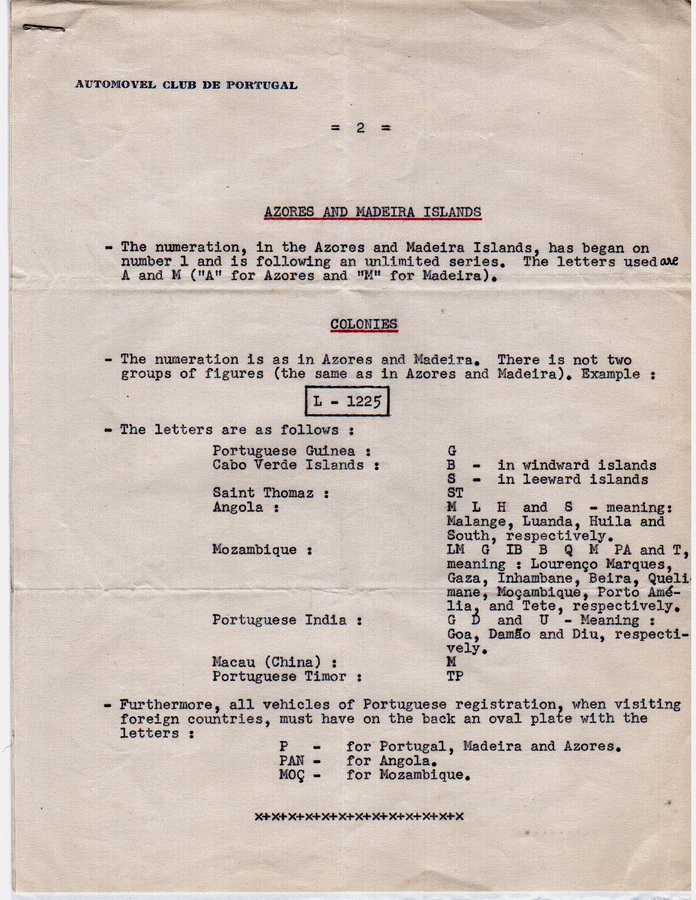 AUTOMOVEL CLUB DE PORTUGAL
= 2 =
AZORES AND MADEIRA ISLANDS
- The numeration, in the Azores and Madeira Islands, has began on
number 1 and is following an unlimited series. The letters used are
A and M ("A" for Azores and "M" for Madeira).
COLONIES
- The numeration is as in Azores and Madeira. There is not two
groups of figures (the same as in Azores and Madeira). Example :
L - 1225
- The letters are as follows :
Portuguese Guinea : G
Cabo Verde Islands : B - in windward islands
S - in leeward islands
Saint Thomaz : ST
Angola : M L H and S - meaning:
Malange, Luanda, Huila and
South, respectively.
Mozambique : LM G IB B Q M PA and T,
meaning : Lourenço Marques,
Gaza, Inhambane, Beira, Queli-
mane, Moçambique, Porto Amé-
lia, and Tete, respectively.
Portuguese India : G D and U - Meaning :
Goa, Damão and Diu, respecti-
vely.
Macau (China) : M
Portuguese Timor : TP
- Furthermore, all vehicles of Portuguese registration, when visiting
foreign countries, must have on the back an oval plate with the
letters :
P - for Portugal, Madeira and Azores.
PAN - for Angola.
MOÇ - for Mozambique.
x+x+x+x+x+x+x+x+x+x+x+x+x